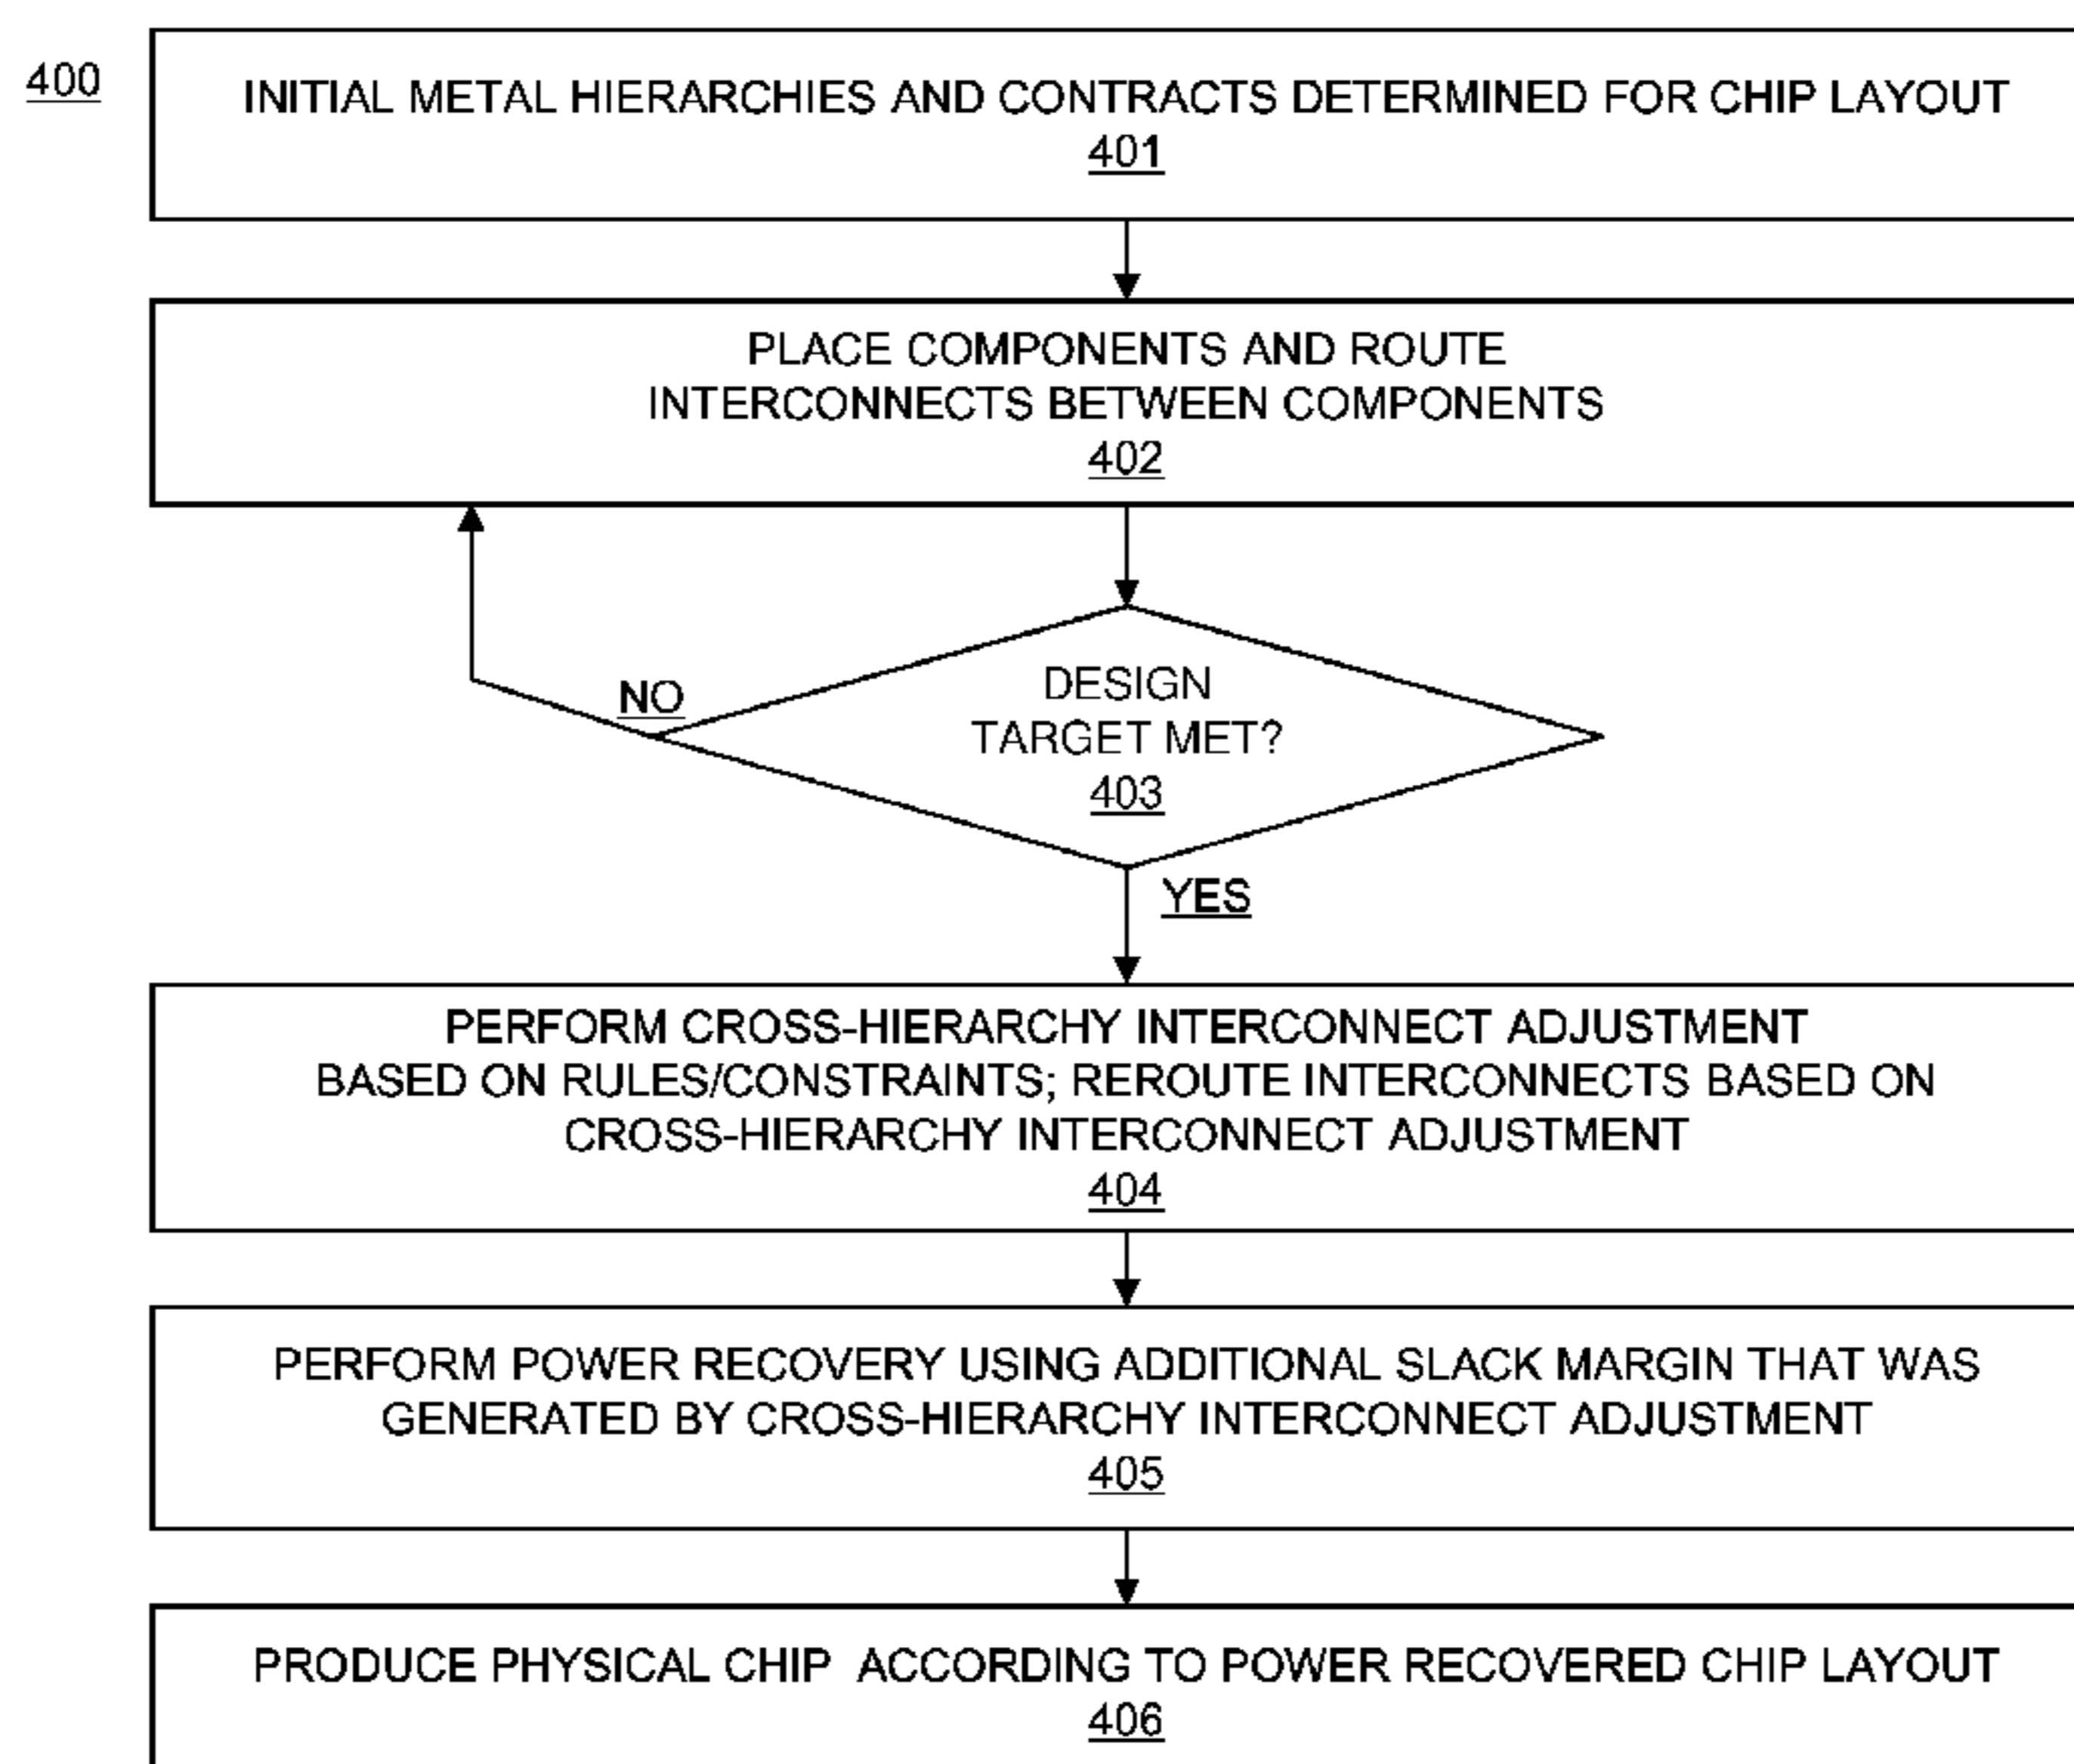 400
INITIAL METAL HIERARCHIES AND CONTRACTS DETERMINED FOR CHIP LAYOUT
401
PLACE COMPONENTS AND ROUTE
INTERCONNECTS BETWEEN COMPONENTS
402
DESIGN
TARGET MET?
403
NO
YES
PERFORM CROSS-HIERARCHY INTERCONNECT ADJUSTMENT
BASED ON RULES/CONSTRAINTS; REROUTE INTERCONNECTS BASED ON
CROSS-HIERARCHY INTERCONNECT ADJUSTMENT
404
PERFORM POWER RECOVERY USING ADDITIONAL SLACK MARGIN THAT WAS
GENERATED BY CROSS-HIERARCHY INTERCONNECT ADJUSTMENT
405
PRODUCE PHYSICAL CHIP ACCORDING TO POWER RECOVERED CHIP LAYOUT
406